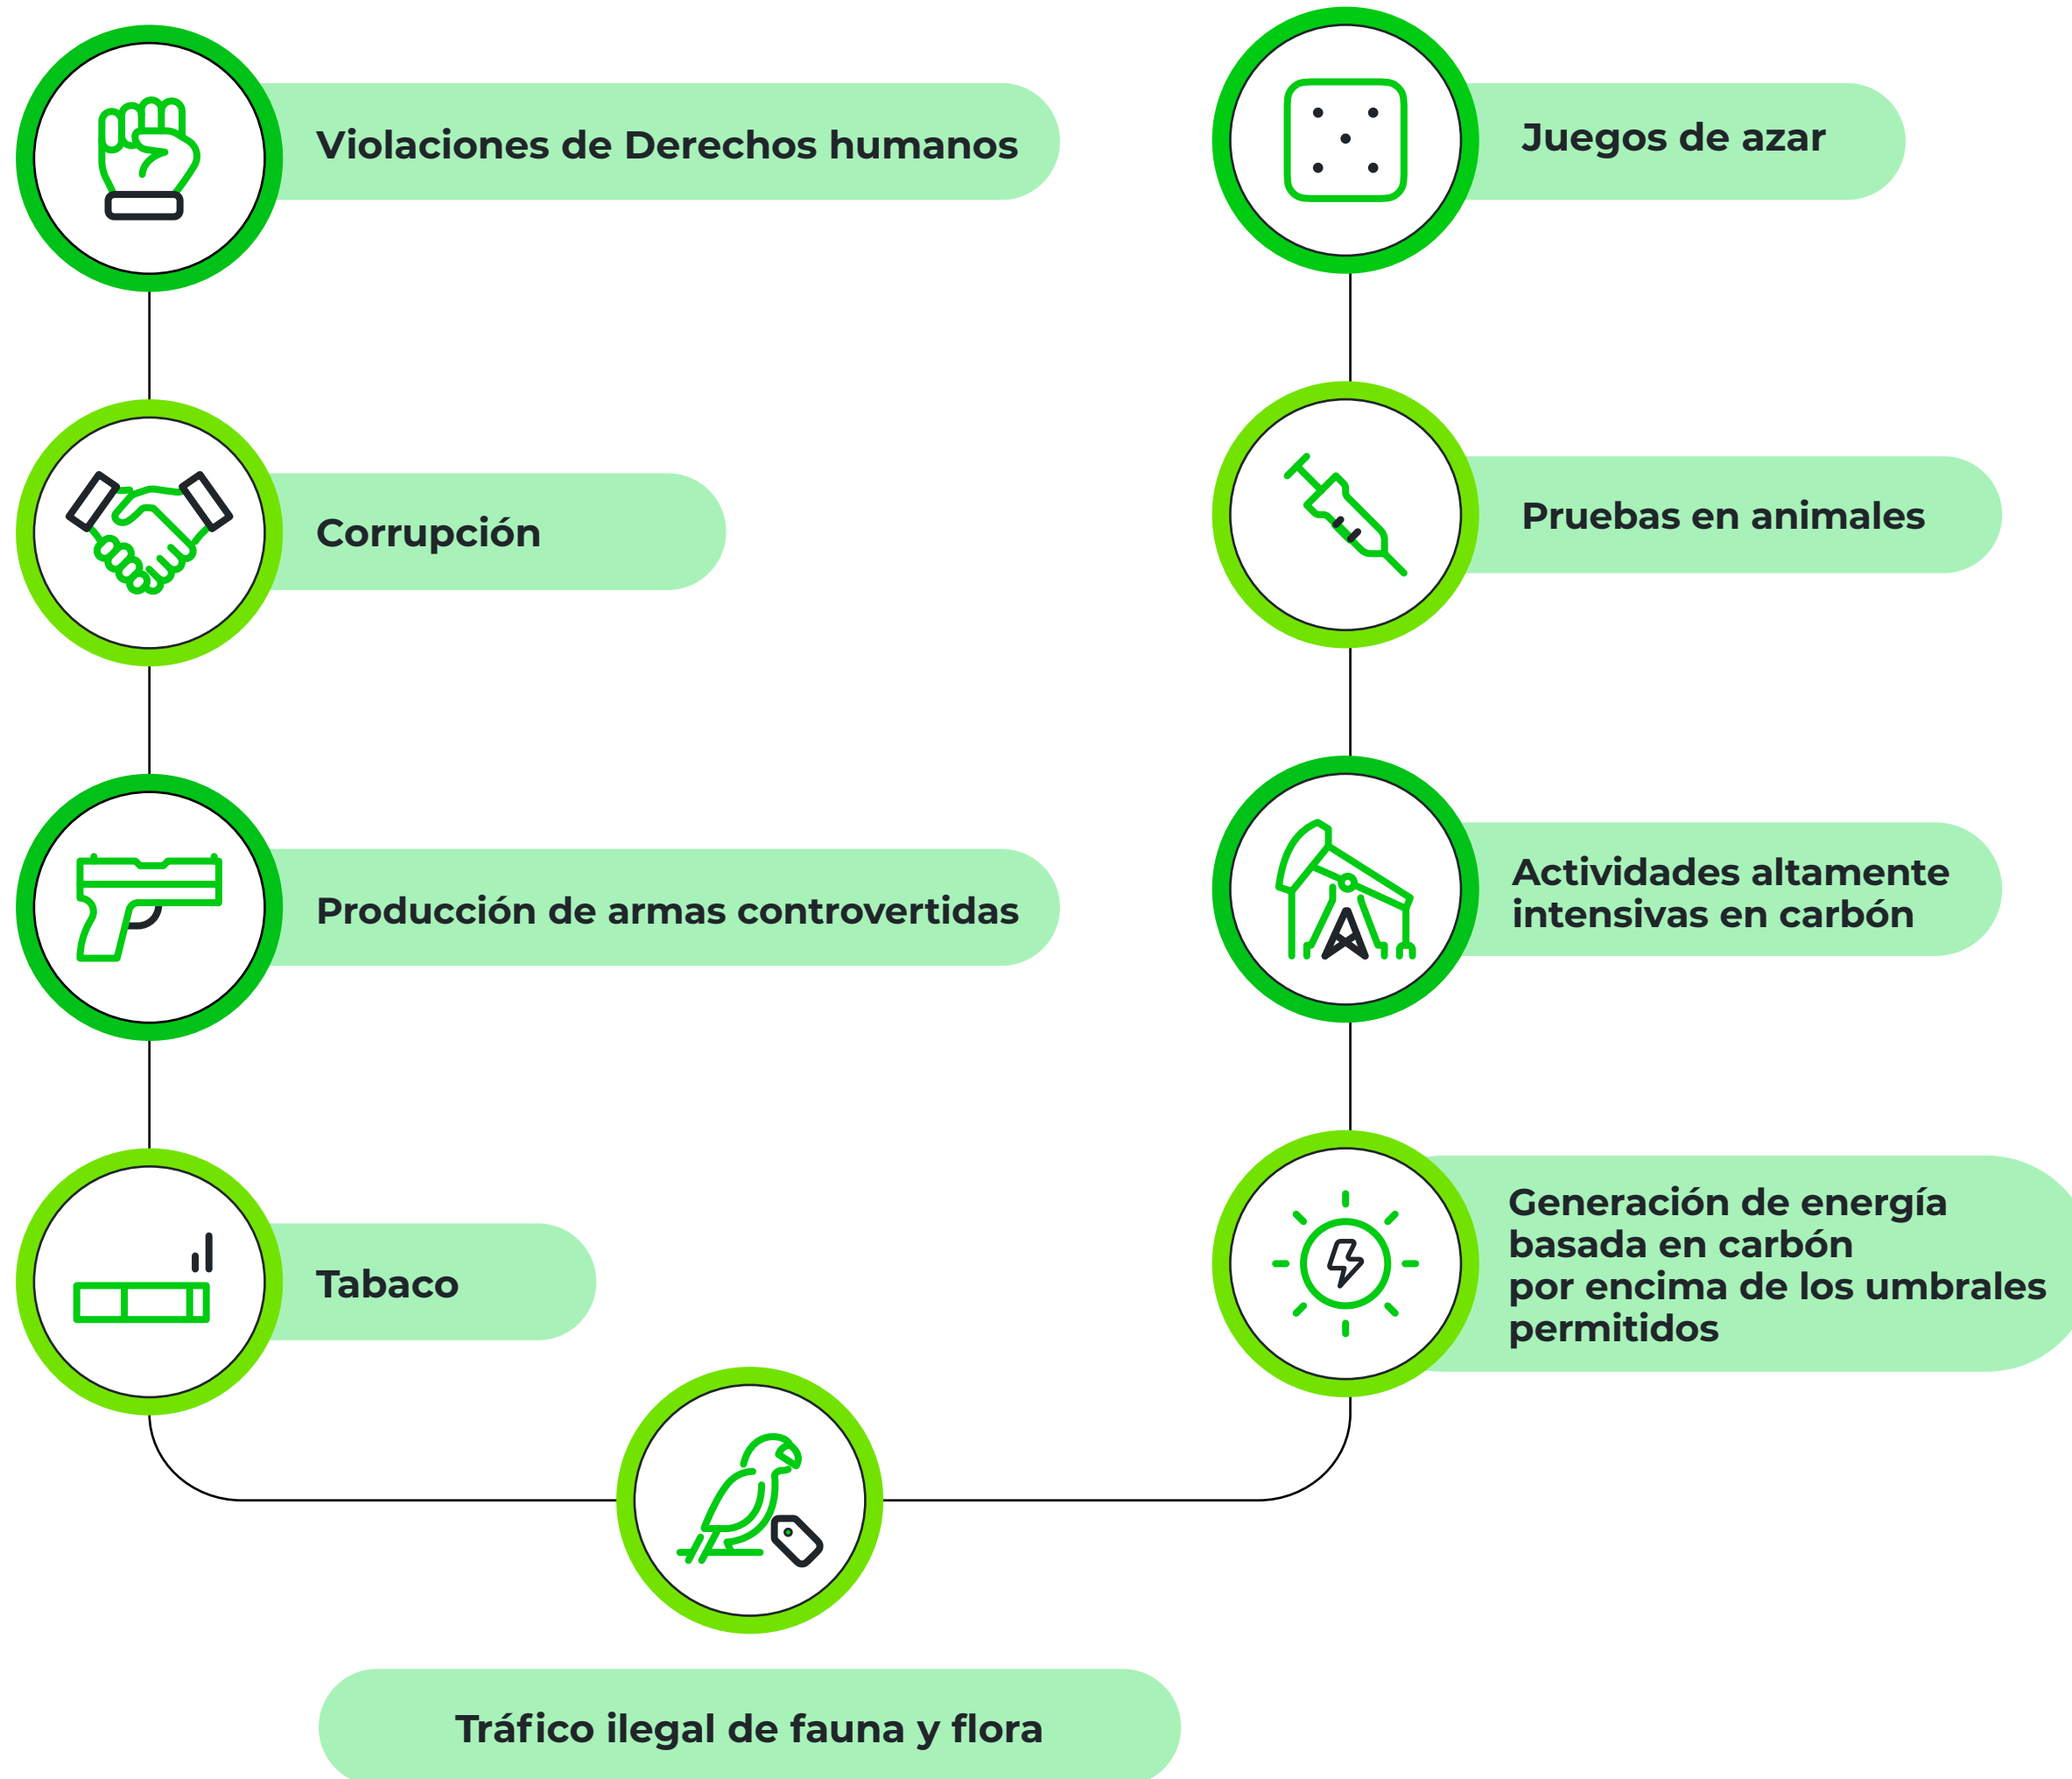 Violaciones de Derechos humanos
Corrupción
Producción de armas controvertidas
Tabaco
Juegos de azar
Pruebas en animales
Actividades altamente
intensivas en carbón
Generación de energía
basada en carbón
por encima de los umbrales
permitidos
Tráfico ilegal de fauna y flora